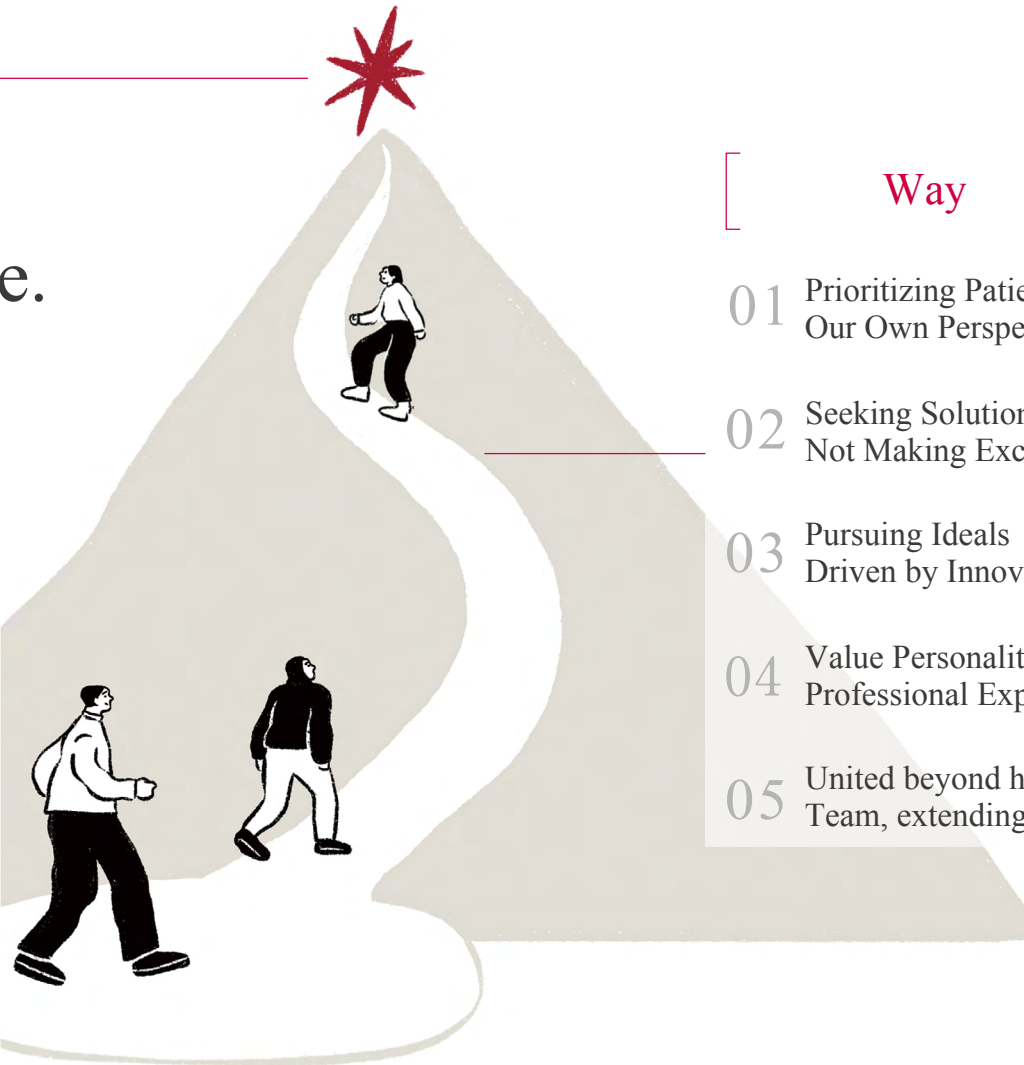 e.
Way
01 Prioritizing Patie
Our Own Perspe
02 Seeking Solution
Not Making Exc
03 Pursuing Ideals
Driven by Innov
04 Value Personalit
Professional Exp
05 United beyond h
Team, extending